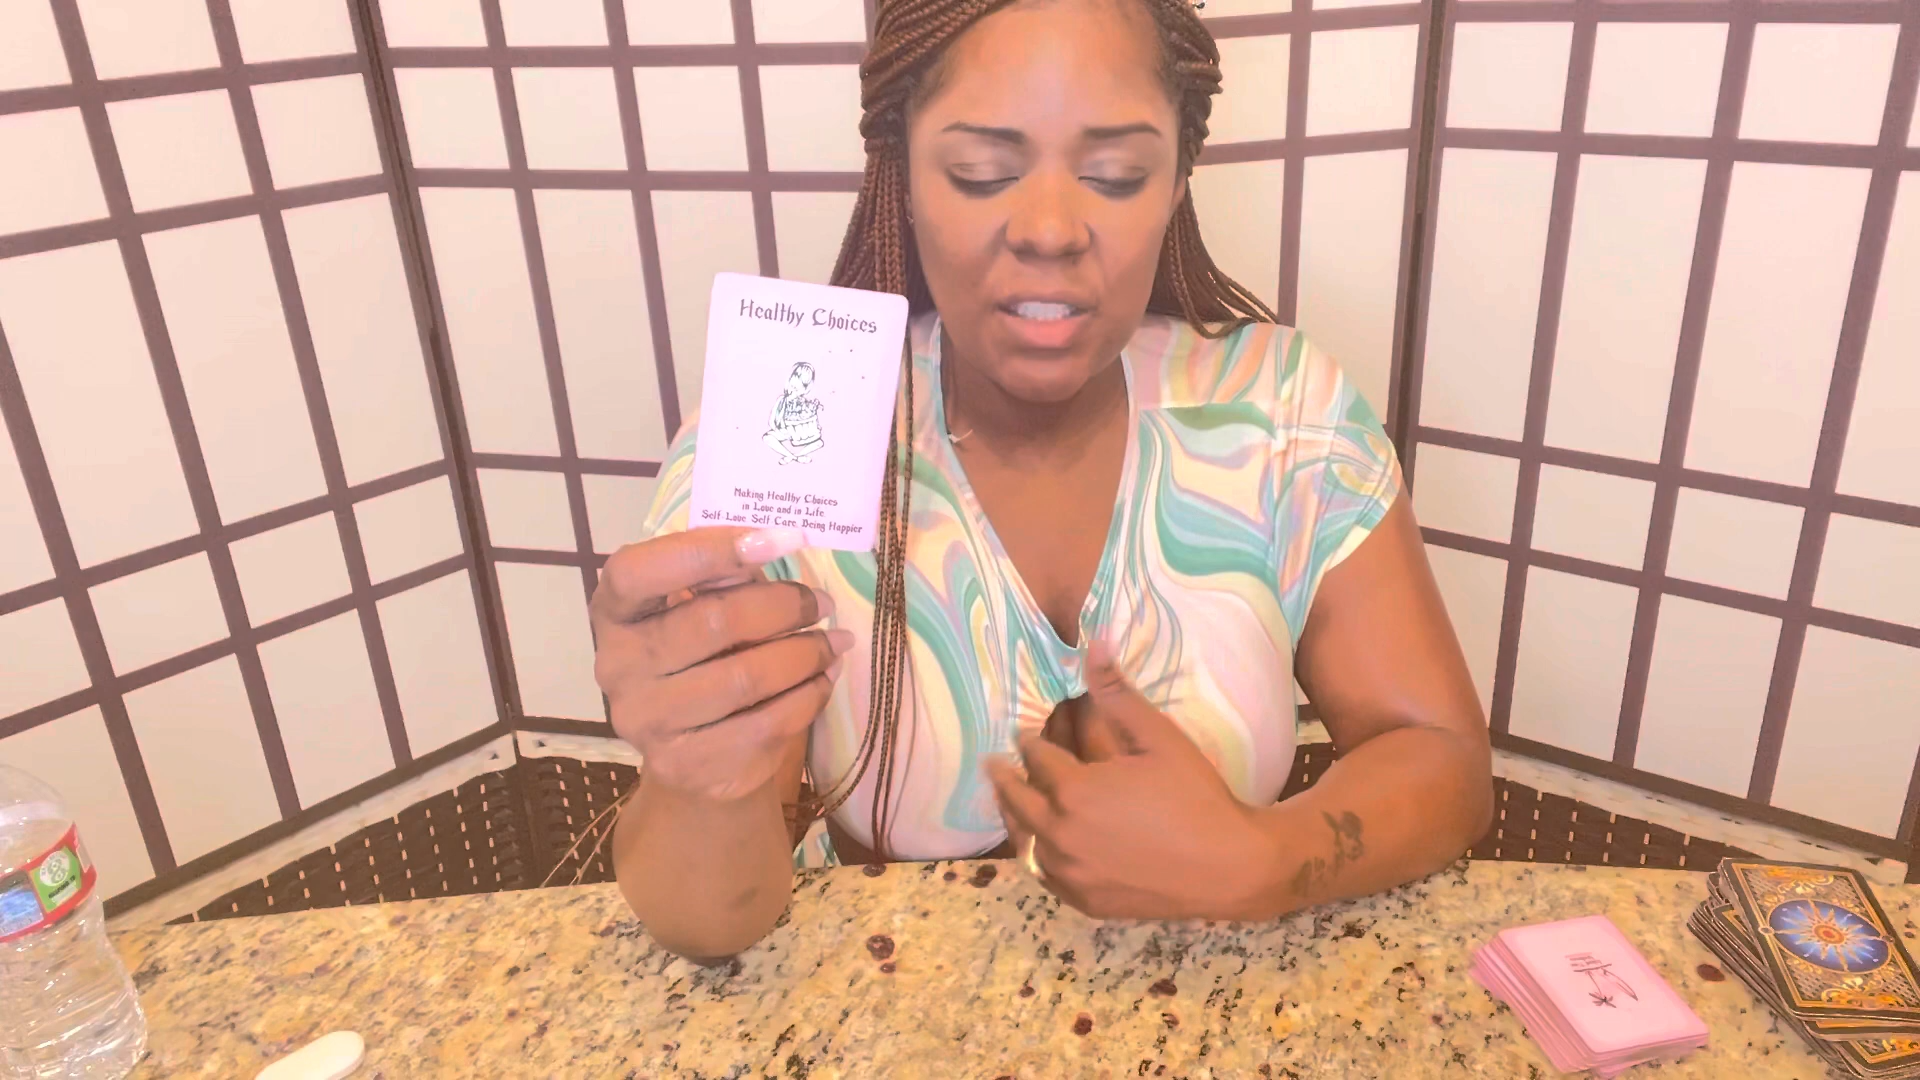 Healthy Choices
Making Healthy Choices
in Love and in Life
Self-Love Self Care Being Happier